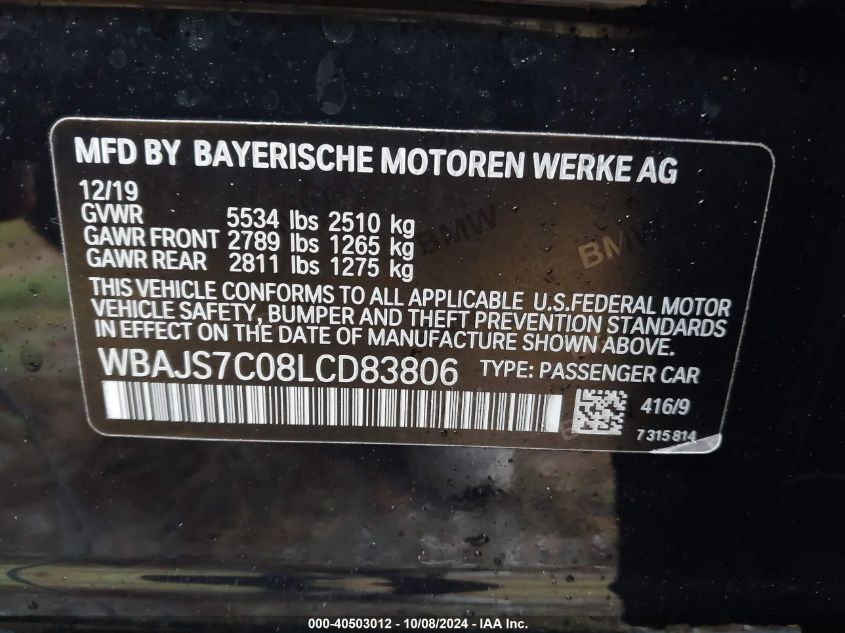 MFD BY BAYERISCHE MOTOREN WERKE AG
12/19
GVWR 5534 lbs 2510 kg
GAWR FRONT 2789 lbs 1265 kg
GAWR REAR 2811 lbs 1275 kg
BMW BMW
THIS VEHICLE CONFORMS TO ALL APPLICABLE U.S.FEDERAL MOTOR
VEHICLE SAFETY, BUMPER AND THEFT PREVENTION STANDARDS
IN EFFECT ON THE DATE OF MANUFACTURE SHOWN ABOVE.
WBAJS7C08LCD83806 TYPE: PASSENGER CAR
416/9
7 315 814
000-40503012 - 10/08/2024 - IAA Inc.